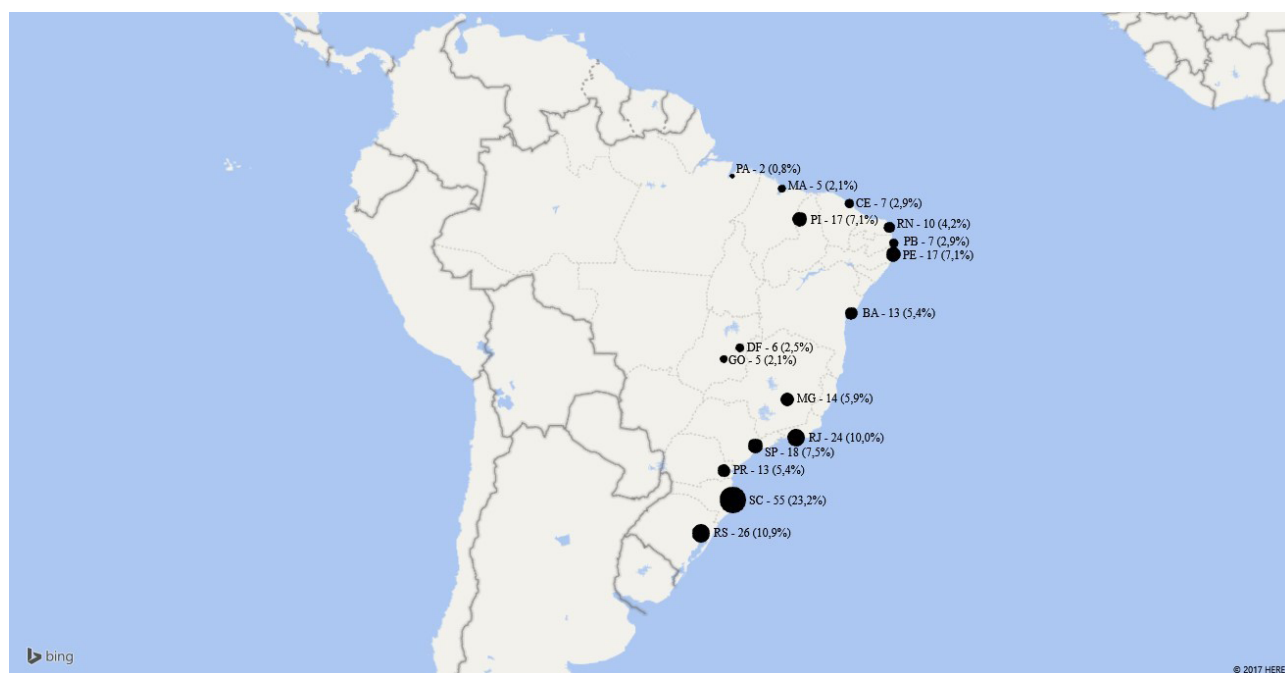 PA - 2 (0,8%)
MA - 5 (2,1%)
CE - 7 (2,9%)
PI - 17 (7,1%)
RN - 10 (4,2%)
PB - 7 (2,9%)
PE - 17 (7,1%)
BA - 13 (5,4%)
DF - 6 (2,5%)
GO - 5 (2,1%)
MG - 14 (5,9%)
RJ - 24 (10,0%)
SP - 18 (7,5%)
PR - 13 (5,4%)
SC - 55 (23,2%)
RS - 26 (10,9%)
bing
© 2017 HERE